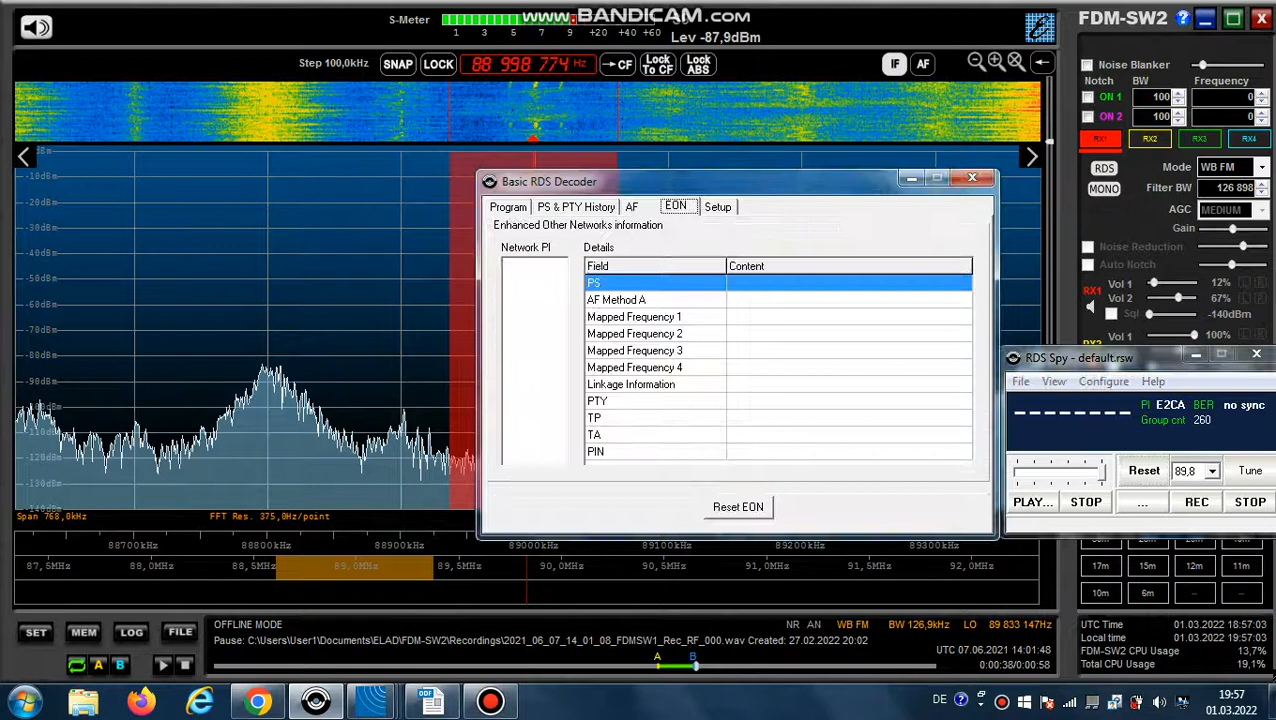 S-Meter
www.BANDICAM.com
1 3 5 7 9 +10 +20 +40 +60
Lev -87,9dBm
FDM-SW2
Step 100,0kHz
SNAP
LOCK
88 998 774 Hz
→CF
Lock To CF
Lock ABS
IF
AF
Noise Blanker
Notch BW Frequency
ON 1 100 0
ON 2 100 0
RX1 RX2 RX3 RX4
RDS Mode WB FM
MONO Filter BW 126 898
AGC MEDIUM
Gain
Noise Reduction
Auto Notch
RX1
Vol 1 12%
Vol 2 67%
Sql -140dBm
Vol 1 100%
-10dBm
-20dBm
-30dBm
-40dBm
-50dBm
-60dBm
-70dBm
-80dBm
-90dBm
-100dBm
-110dBm
-120dBm
-130dBm
Basic RDS Decoder
Program PS & PTY History AF EON Setup
Enhanced Other Networks information
Network PI Details
Field Content
PS
AF Method A
Mapped Frequency 1
Mapped Frequency 2
Mapped Frequency 3
Mapped Frequency 4
Linkage Information
PTY
TP
TA
PIN
Reset EON
RDS Spy - default.rsw
File View Configure Help
-------- PI E2CA BER no sync
Group cnt 260
Reset 89,8 Tune
PLAY... STOP ... REC STOP
Span 768,0kHz FFT Res. 375,0Hz/point
88700kHz 88800kHz 88900kHz 89000kHz 89100kHz 89200kHz 89300kHz
87,5MHz 88,0MHz 88,5MHz 89,0MHz 89,5MHz 90,0MHz 90,5MHz 91,0MHz 91,5MHz 92,0MHz
17m 15m 12m 11m
10m 6m -- --
SET MEM LOG FILE
A B
OFFLINE MODE NR AN WB FM BW 126,9kHz LO 89 833 147Hz
Pause: C:\Users\User1\Documents\ELAD\FDM-SW2\Recordings\2021_06_07_14_01_08_FDMSW1_Rec_RF_000.wav Created: 27.02.2022 20:02
UTC 07.06.2021 14:01:48
A B
0:00:38/0:00:58
UTC Time 01.03.2022 18:57:03
Local time 01.03.2022 18:57:03
FDM-SW2 CPU Usage 13,7%
Total CPU Usage 19,1%
ODF
DE
19:57
01.03.2022